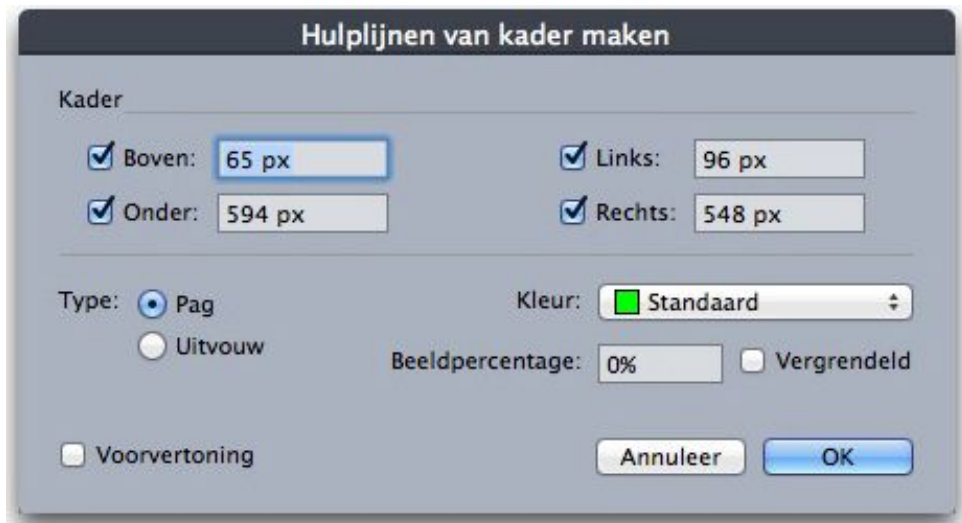 Hulplijnen van kader maken
Kader
Boven: 65 px Links: 96 px
Onder: 594 px Rechts: 548 px
Type: Pag Kleur: Standaard
Uitvouw
Beeldpercentage: 0% Vergrendeld
Voorvertoning Annuleer OK